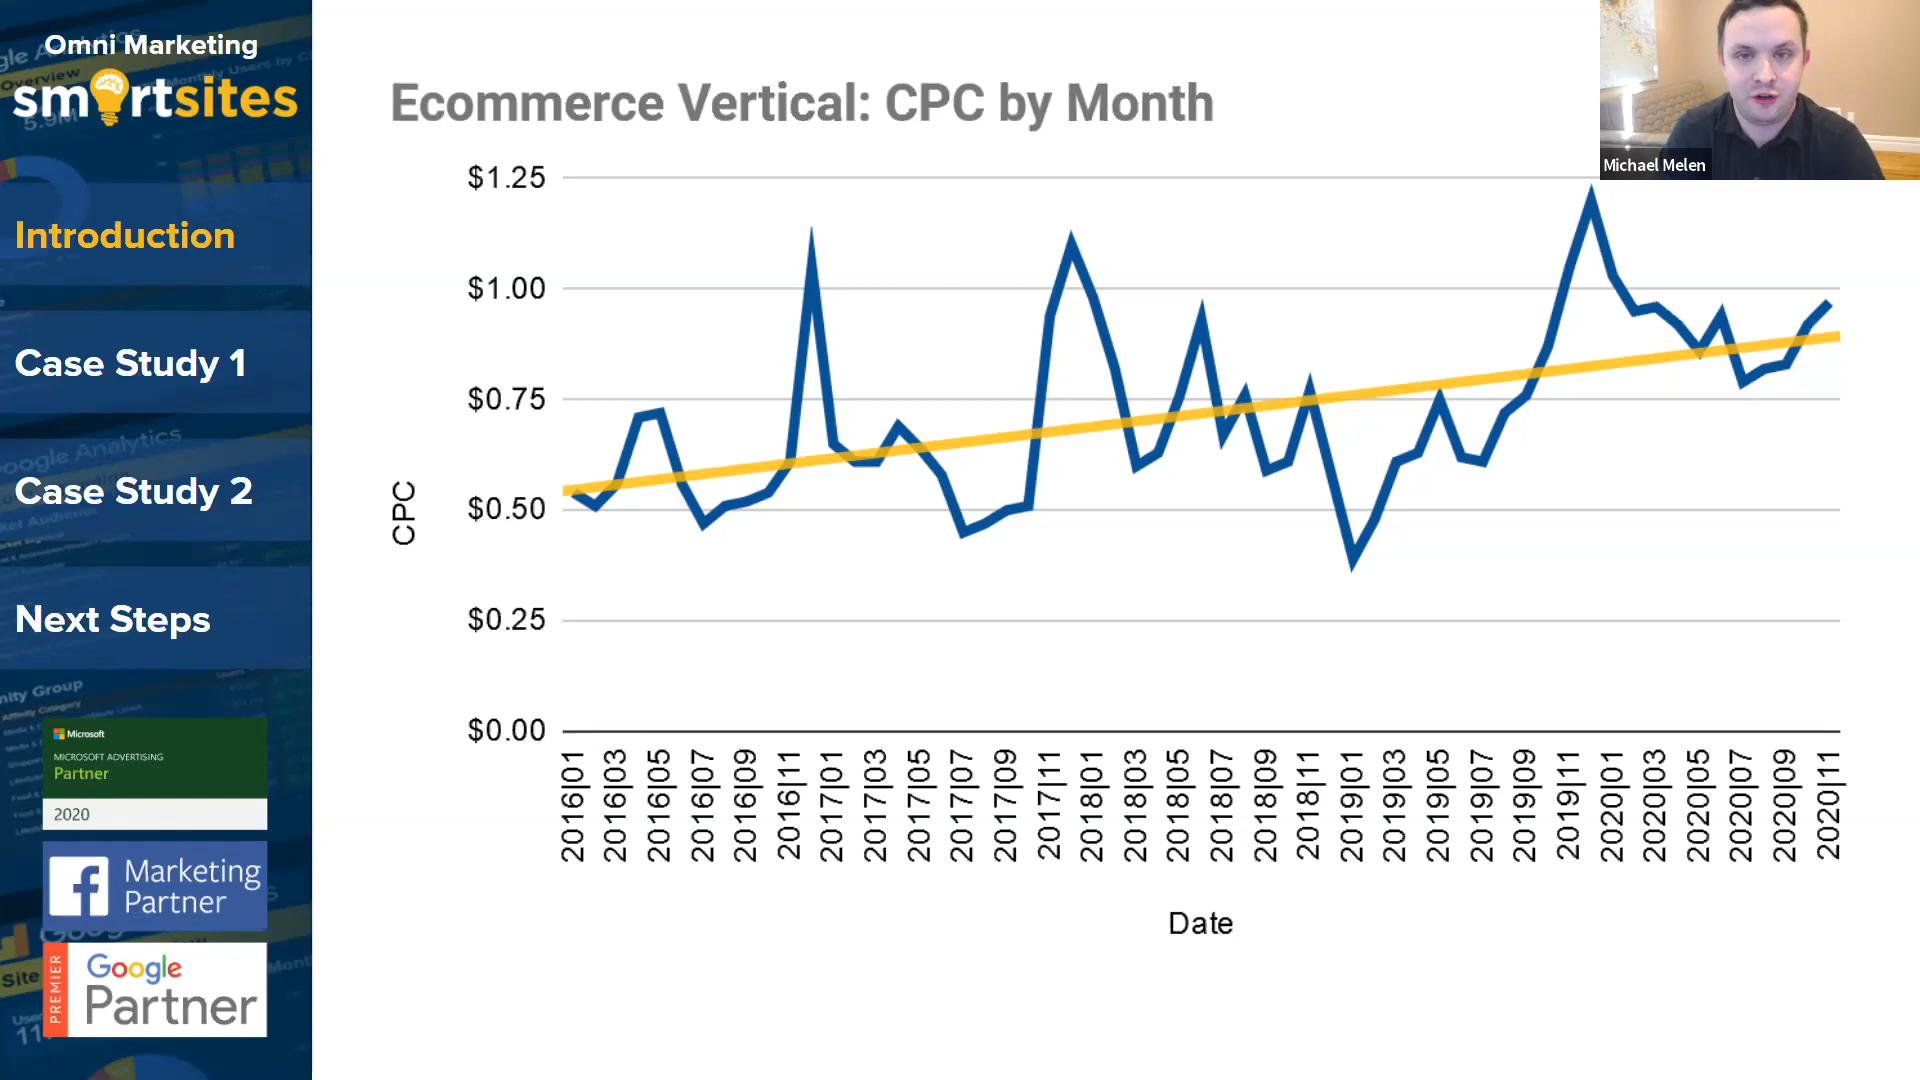 Omni Marketing
smartsites
Introduction
Case Study 1
Case Study 2
Next Steps
Microsoft
MICROSOFT ADVERTISING
Partner
2020
Marketing
Partner
PREMIER
Google
Partner
Ecommerce Vertical: CPC by Month
Michael Melen
CPC
$1.25
$1.00
$0.75
$0.50
$0.25
$0.00
2016|01
2016|03
2016|05
2016|07
2016|09
2016|11
2017|01
2017|03
2017|05
2017|07
2017|09
2017|11
2018|01
2018|03
2018|05
2018|07
2018|09
2018|11
2019|01
2019|03
2019|05
2019|07
2019|09
2019|11
2020|01
2020|03
2020|05
2020|07
2020|09
2020|11
Date